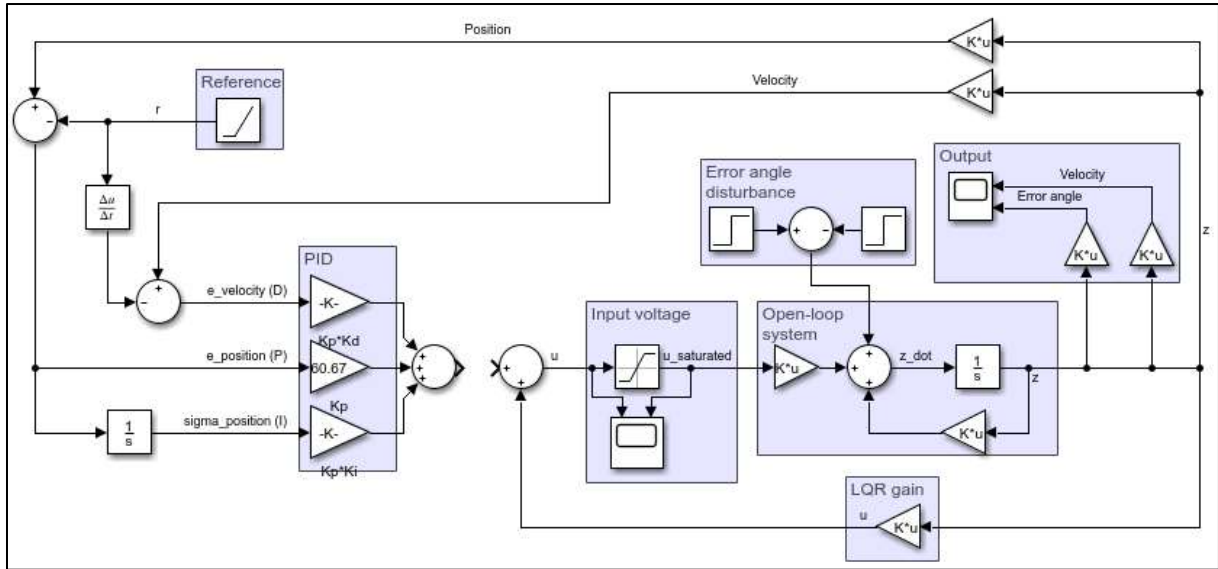 Position
K*u
Velocity
K*u
+
−
r
Reference
Δu
Δt
Error angle
disturbance
+
−
Output
Velocity
Error angle
K*u
K*u
z
+
−
e_velocity (D)
PID
-K-
Kp*Kd
e_position (P)
60.67
Kp
sigma_position (I)
1
s
-K-
Kp*Ki
+
+
+
+
+
u
Input voltage
u_saturated
Open-loop
system
K*u
+
+
+
z_dot
1
s
z
K*u
LQR gain
u
K*u